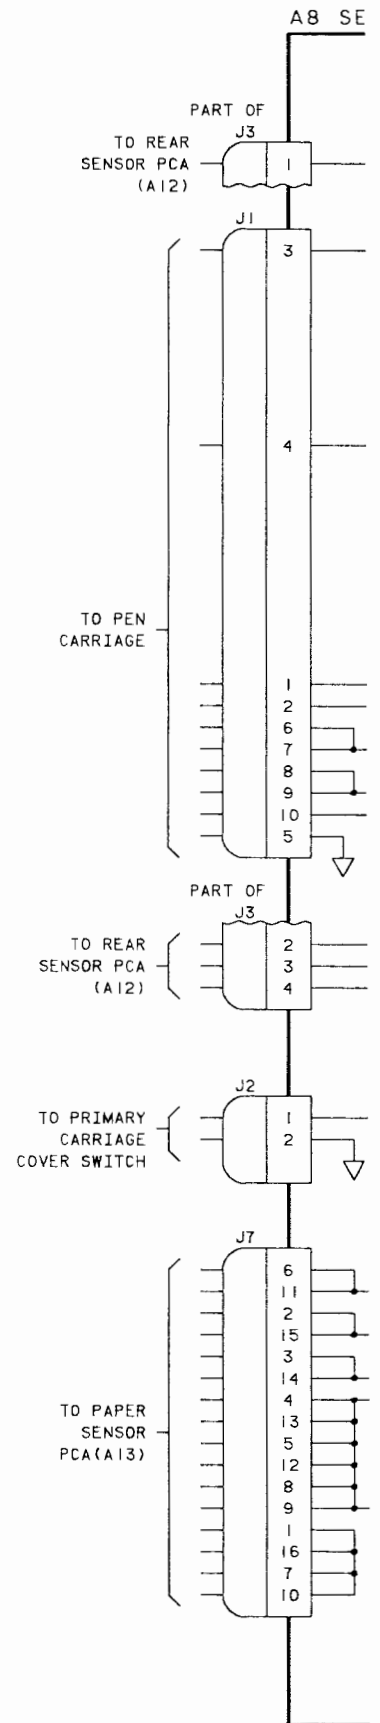 A8 SE
PART OF
J3
TO REAR
SENSOR PCA
(A12)
1
J1
3
4
TO PEN
CARRIAGE
1
2
6
7
8
9
10
5
PART OF
J3
TO REAR
SENSOR PCA
(A12)
2
3
4
J2
TO PRIMARY
CARRIAGE
COVER SWITCH
1
2
J7
6
11
2
15
3
14
4
13
5
12
8
9
1
16
7
10
TO PAPER
SENSOR
PCA(A13)